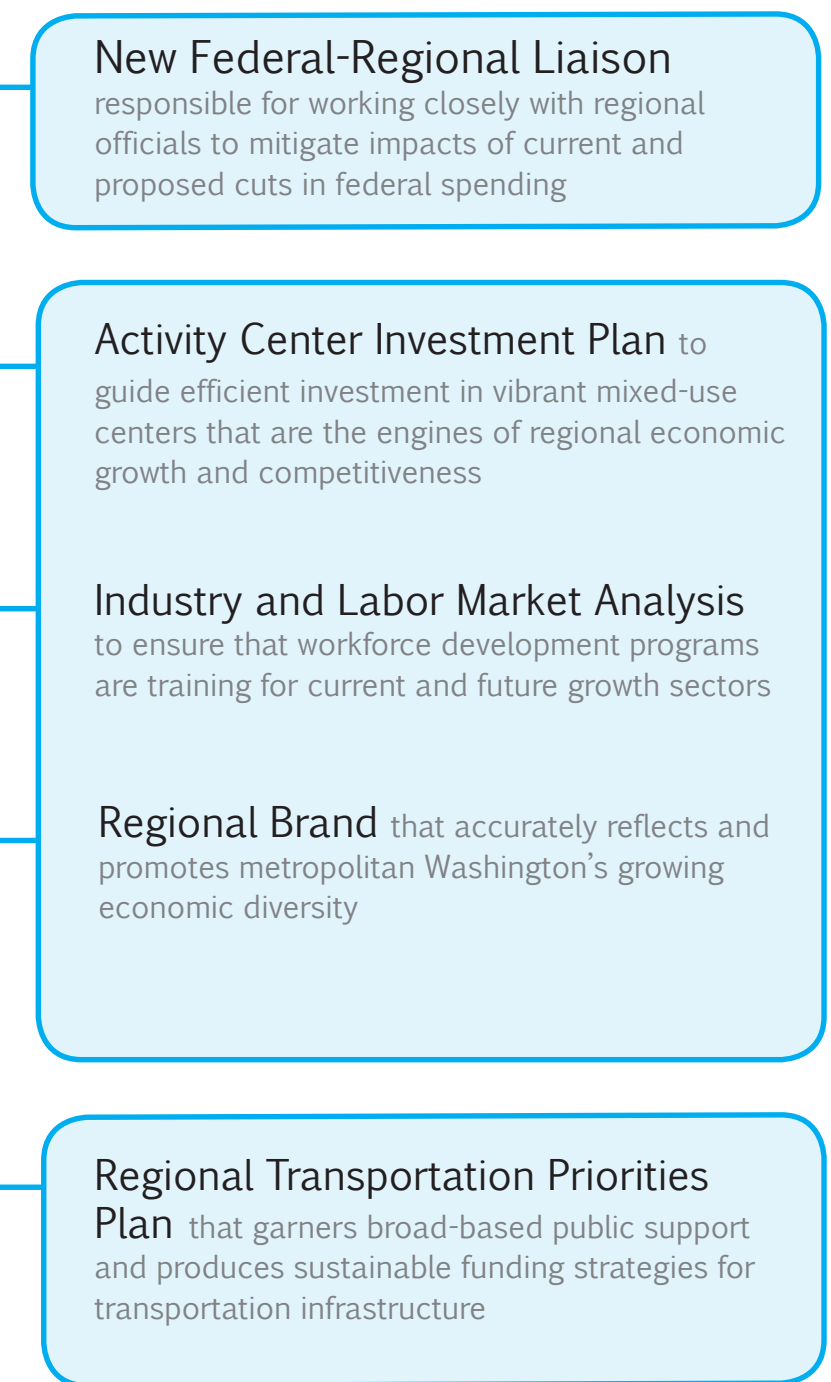 New Federal-Regional Liaison
responsible for working closely with regional
officials to mitigate impacts of current and
proposed cuts in federal spending
Activity Center Investment Plan to
guide efficient investment in vibrant mixed-use
centers that are the engines of regional economic
growth and competitiveness
Industry and Labor Market Analysis
to ensure that workforce development programs
are training for current and future growth sectors
Regional Brand that accurately reflects and
promotes metropolitan Washington’s growing
economic diversity
Regional Transportation Priorities
Plan that garners broad-based public support
and produces sustainable funding strategies for
transportation infrastructure